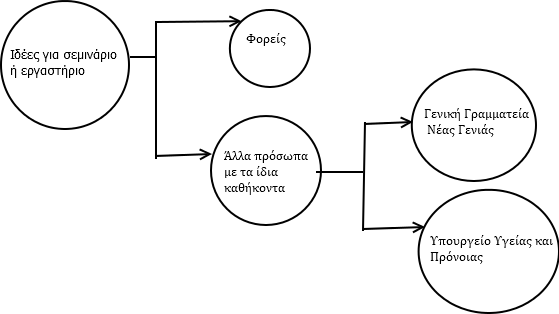 Ιδέες για σεμινάριο
ή εργαστήριο
Φορείς
Άλλα πρόσωπα
με τα ίδια
καθήκοντα
Γενική Γραμματεία
Νέας Γενιάς
Υπουργείο Υγείας και
Πρόνοιας